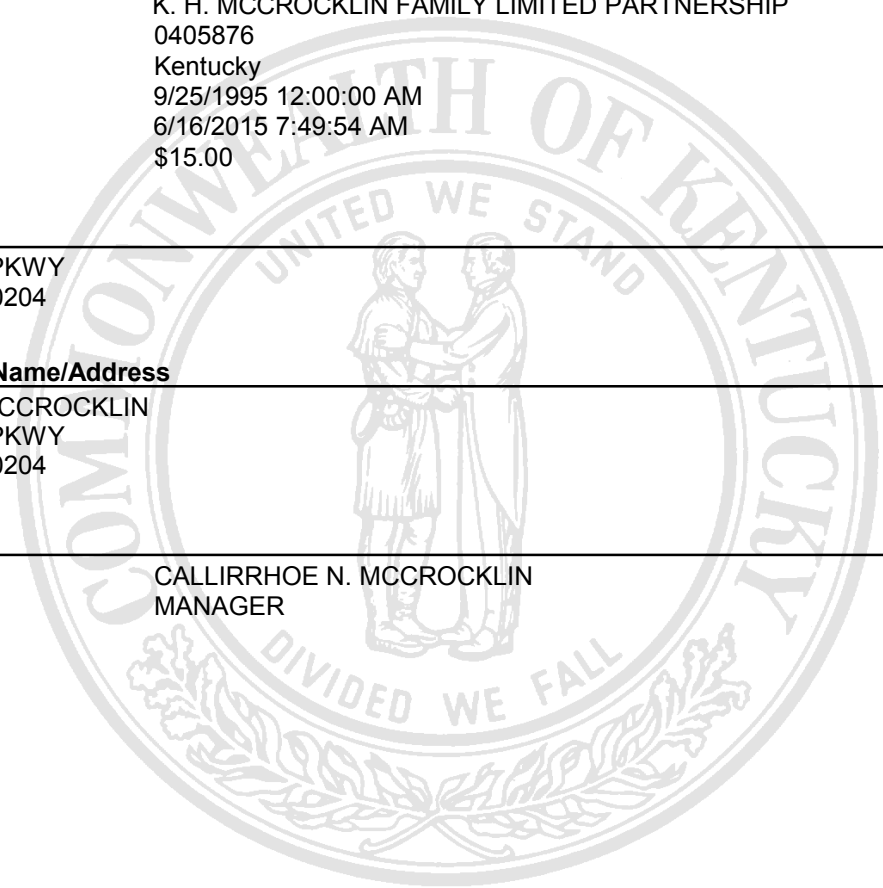 K. H. MCCROCKLIN FAMILY LIMITED PARTNERSHIP
0405876
Kentucky
9/25/1995 12:00:00 AM
6/16/2015 7:49:54 AM
$15.00
COMMONWEALTH OF KENTUCKY
UNITED WE STAND
PKWY
0204
Name/Address
CCROCKLIN
PKWY
0204
CALLIRRHOE N. MCCROCKLIN
MANAGER
DIVIDED WE FALL